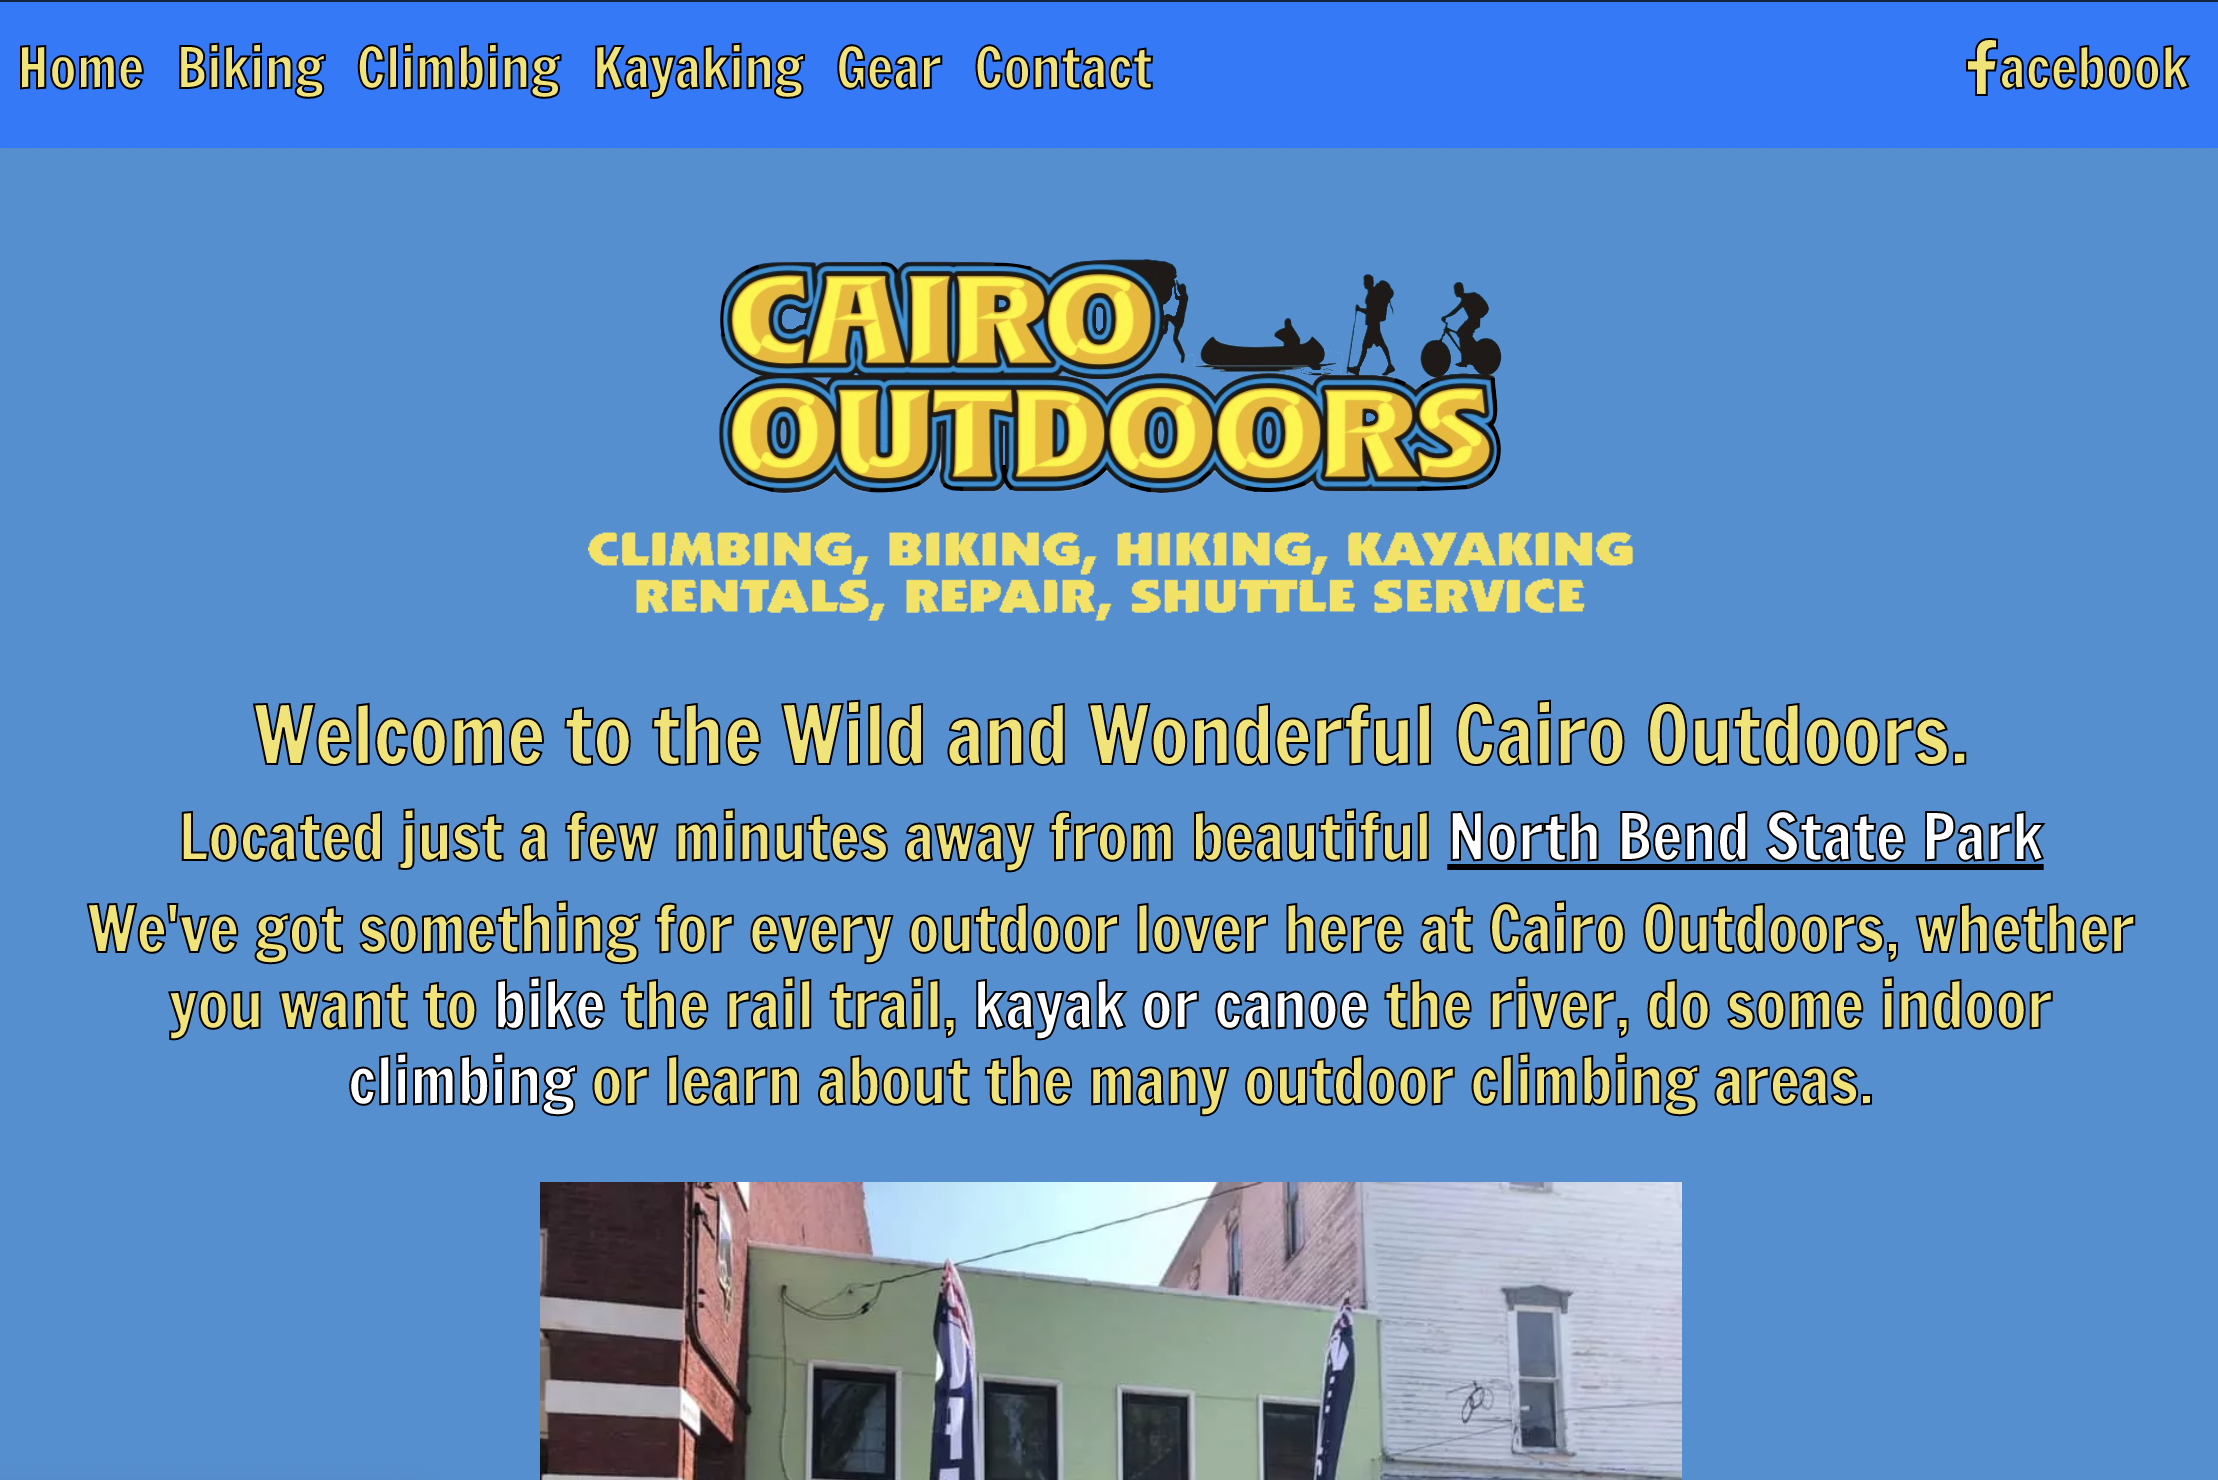 Home Biking Climbing Kayaking Gear Contact facebook
CAIRO
OUTDOORS
CLIMBING, BIKING, HIKING, KAYAKING
RENTALS, REPAIR, SHUTTLE SERVICE
Welcome to the Wild and Wonderful Cairo Outdoors.
Located just a few minutes away from beautiful North Bend State Park
We've got something for every outdoor lover here at Cairo Outdoors, whether
you want to bike the rail trail, kayak or canoe the river, do some indoor
climbing or learn about the many outdoor climbing areas.